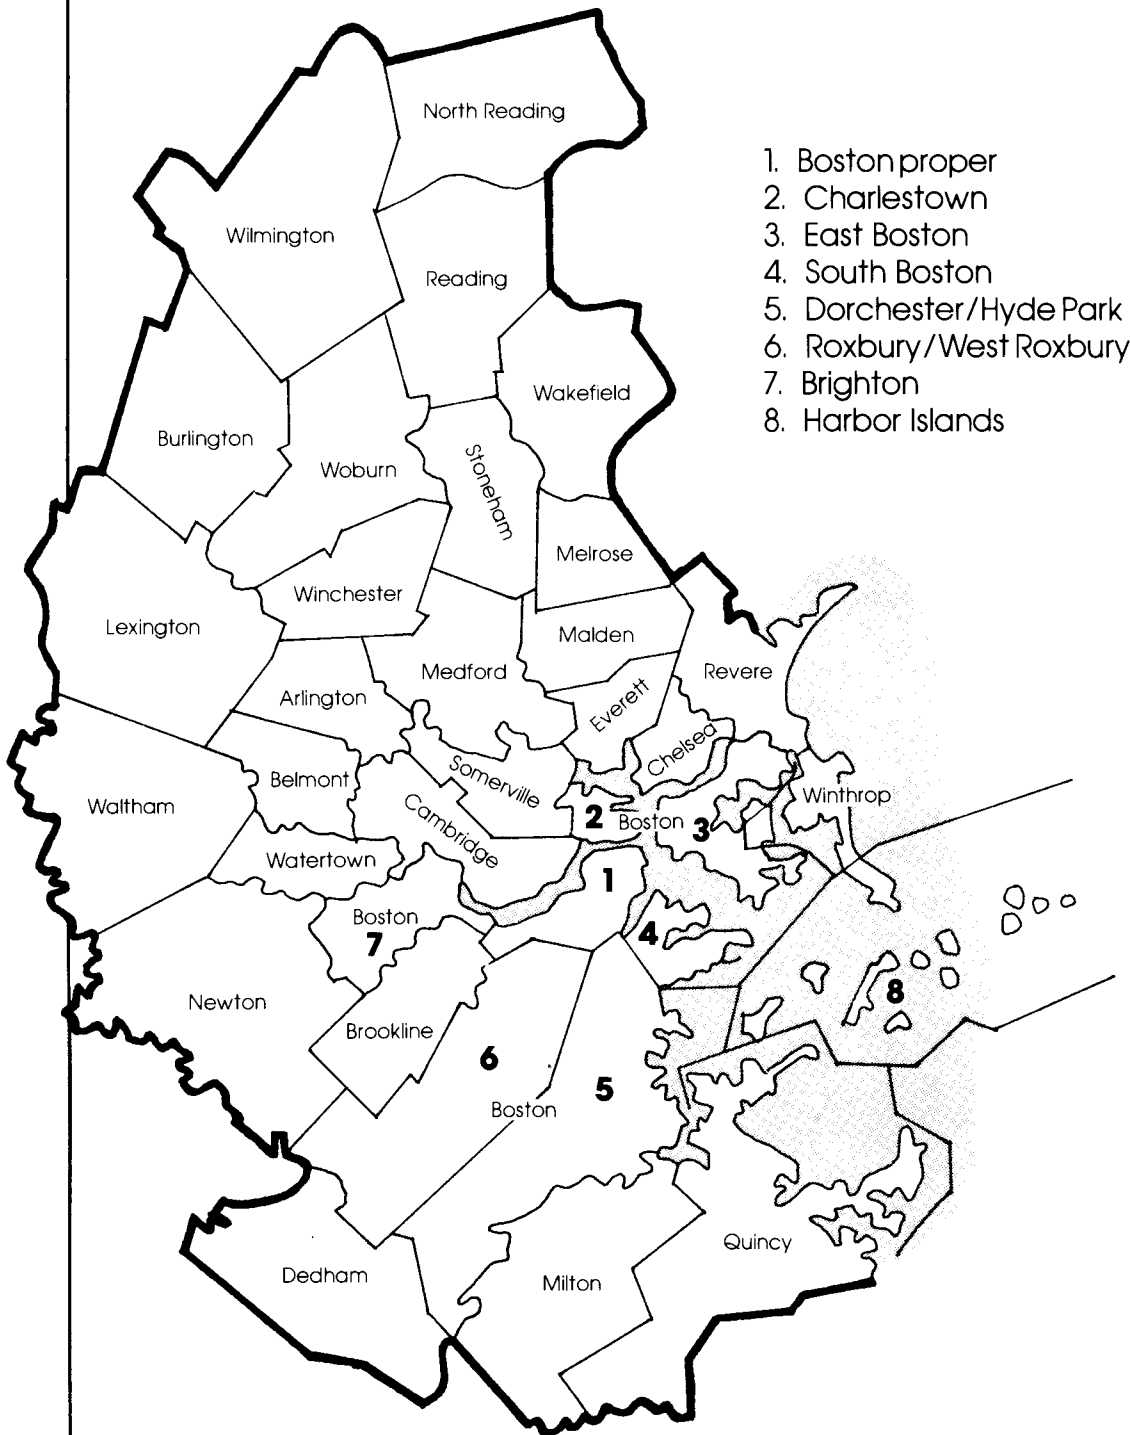 North Reading
1. Boston proper
2. Charlestown
3. East Boston
4. South Boston
5. Dorchester/Hyde Park
6. Roxbury/West Roxbury
7. Brighton
8. Harbor Islands
Wilmington
Reading
Wakefield
Burlington
Woburn
Stoneham
Melrose
Winchester
Lexington
Malden
Medford
Revere
Arlington
Everett
Chelsea
Belmont
Somerville
Waltham
Winthrop
Cambridge
2 Boston 3
Watertown
1
Boston
7
4
Newton
8
Brookline
6
5
Boston
Quincy
Dedham
Milton